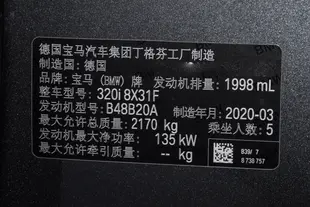 德国宝马汽车集团丁格芬工厂制造
制造国：德国
品牌：宝马（BMW）牌 发动机排量：1998 mL
整车型号：320i 8X31F
发动机型号：B48B20A 制造年月：2020-03
最大允许总质量：2170 kg 乘坐人数：5
发动机最大净功率：135 kW
最大允许牵引质量： kg
B39/ 7
8 738 757